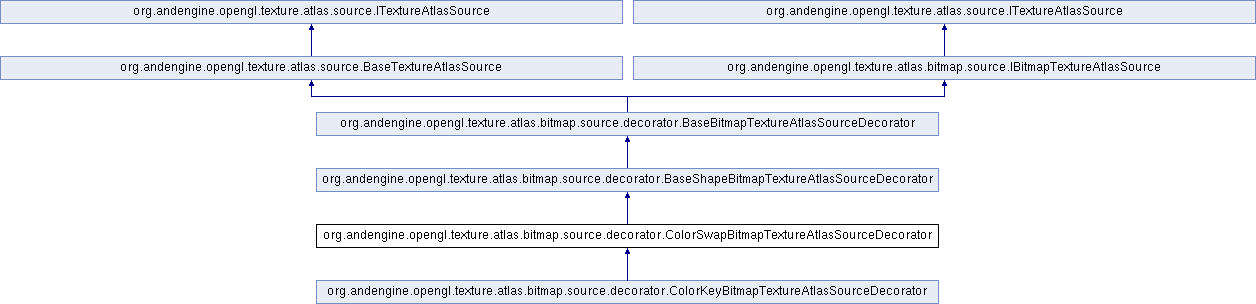 org.andengine.opengl.texture.atlas.source.ITextureAtlasSource
org.andengine.opengl.texture.atlas.source.ITextureAtlasSource
org.andengine.opengl.texture.atlas.source.BaseTextureAtlasSource
org.andengine.opengl.texture.atlas.bitmap.source.IBitmapTextureAtlasSource
org.andengine.opengl.texture.atlas.bitmap.source.decorator.BaseBitmapTextureAtlasSourceDecorator
org.andengine.opengl.texture.atlas.bitmap.source.decorator.BaseShapeBitmapTextureAtlasSourceDecorator
org.andengine.opengl.texture.atlas.bitmap.source.decorator.ColorSwapBitmapTextureAtlasSourceDecorator
org.andengine.opengl.texture.atlas.bitmap.source.decorator.ColorKeyBitmapTextureAtlasSourceDecorator